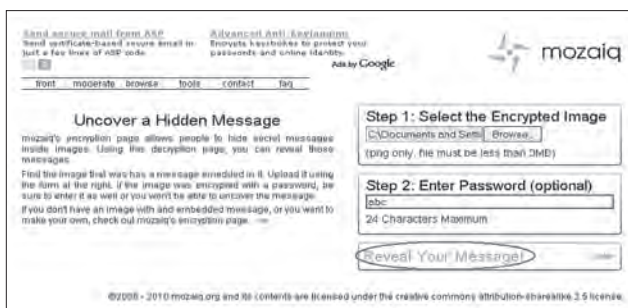 Send secure mail from ASP
Send certificate-based secure email in
just a few lines of ASP code
Advanced Anti Keylogging
Encrypts keystrokes to protect your
passwords and online identity.
Ads by Google
mozaiq
front moderate browse tools contact faq
Uncover a Hidden Message
mozaiq's encryption page allows people to hide secret messages
inside images. Using this decryption page, you can reveal those
messages.
Find the image that was has a message emedded in it. Upload it using
the form at the right. If the image was encrypted with a password, be
sure to enter it as well or you won't be able to uncover the message.
If you don't have an image with and embedded message, or you want to
make your own, check out mozaiq's encryption page.
Step 1: Select the Encrypted Image
C:\Documents and Setti Browse...
(png only, file must be less than 3MB)
Step 2: Enter Password (optional)
abc
24 Characters Maximum
Reveal Your Message!
©2006 - 2010 mozaiq.org and its contents are licensed under the creative commons attribution-sharealike 2.5 license